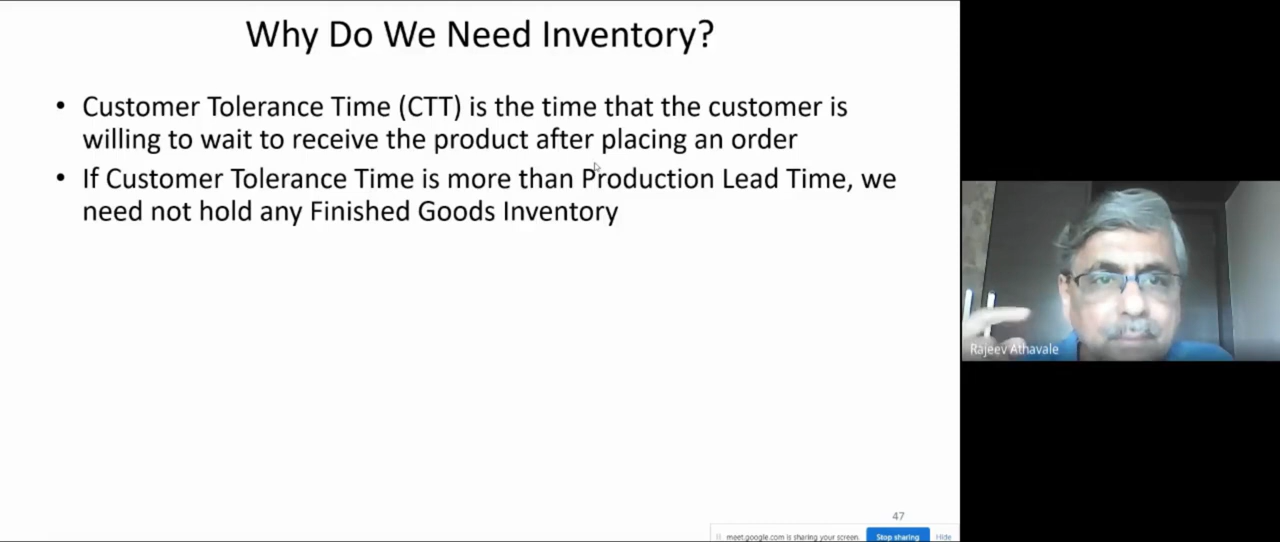 Why Do We Need Inventory?
• Customer Tolerance Time (CTT) is the time that the customer is
willing to wait to receive the product after placing an order
• If Customer Tolerance Time is more than Production Lead Time, we
need not hold any Finished Goods Inventory
Rajeev Athavale
47
meet.google.com is sharing your screen.
Stop sharing
Hide